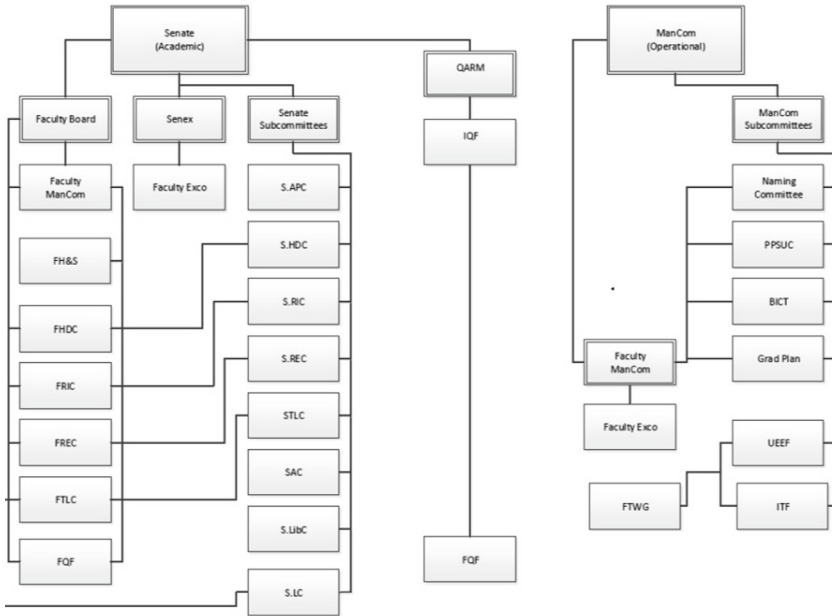 Senate
(Academic)
ManCom
(Operational)
QARM
Faculty Board
Senex
Senate
Subcommittees
ManCom
Subcommittees
IQF
Faculty
ManCom
Faculty Exco
S.APC
Naming
Committee
FH&S
S.HDC
PPSUC
FHDC
S.RIC
BICT
FRIC
S.REC
Faculty
ManCom
Grad Plan
FREC
STLC
Faculty Exco
UEEF
FTLC
SAC
FTWG
ITF
FQF
S.LibC
FQF
S.LC